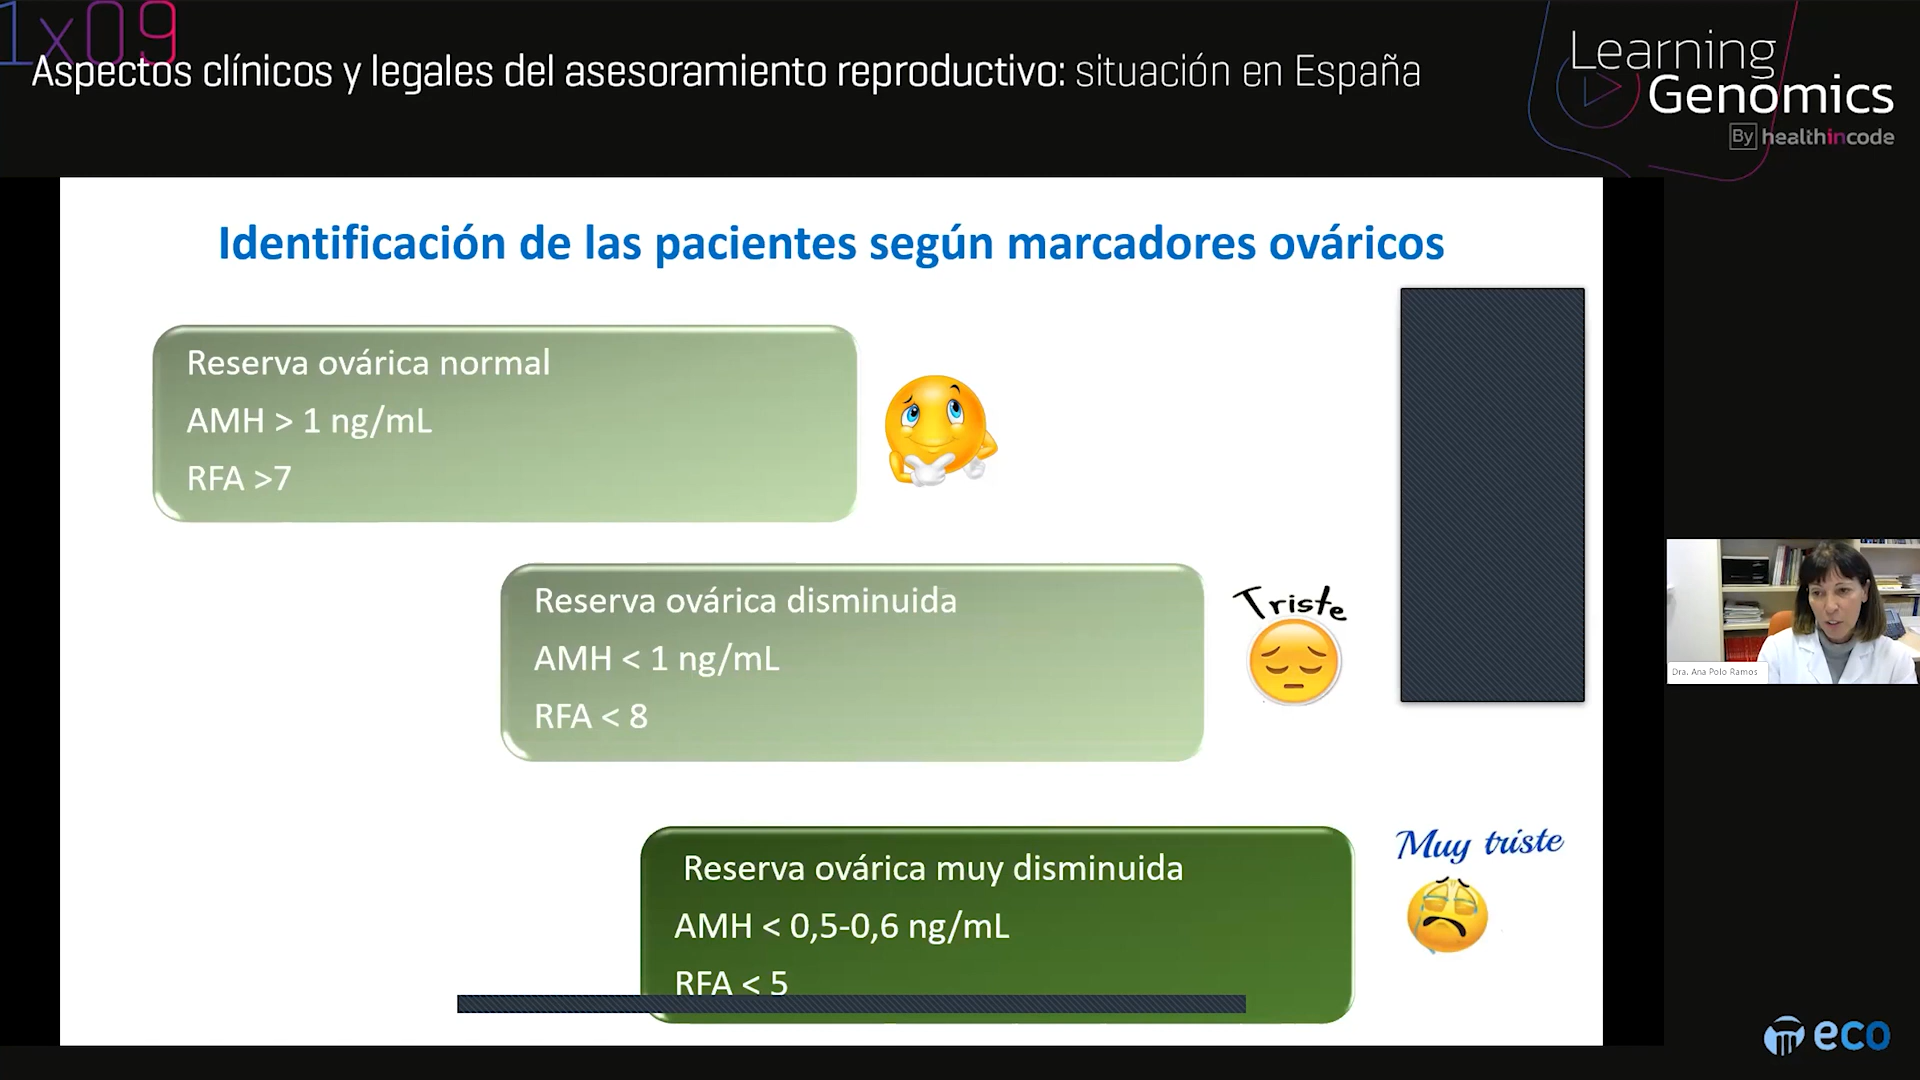 1x09
Aspectos clínicos y legales del asesoramiento reproductivo: situación en España
Learning
Genomics
By healthincode
Identificación de las pacientes según marcadores ováricos
Reserva ovárica normal
AMH > 1 ng/mL
RFA >7
Reserva ovárica disminuida
AMH < 1 ng/mL
RFA < 8
Triste
Reserva ovárica muy disminuida
AMH < 0,5-0,6 ng/mL
RFA < 5
Muy triste
Dra. Ana Polo Ramos
eco